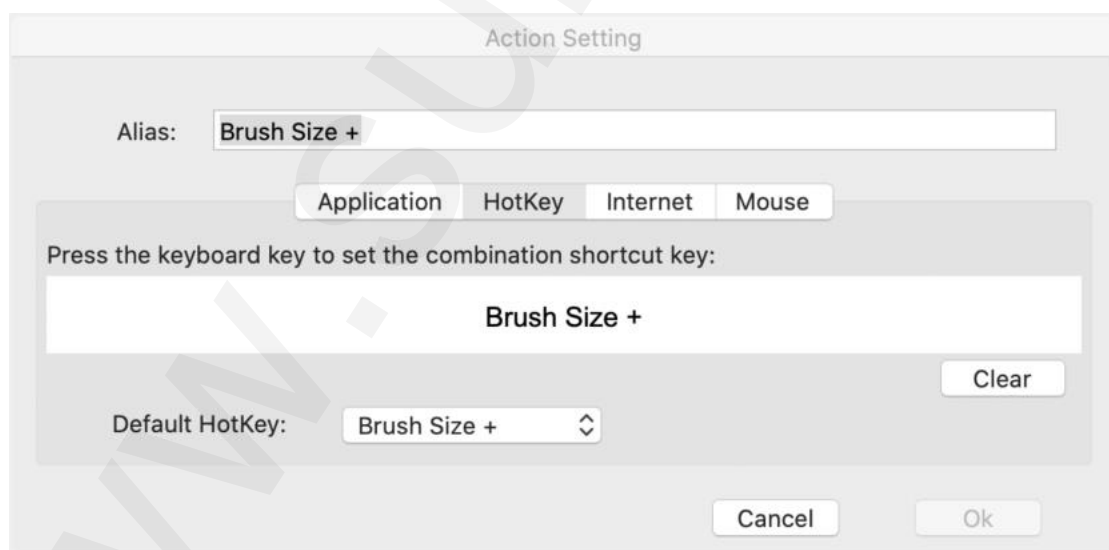 Action Setting
Alias: Brush Size +
Application HotKey Internet Mouse
Press the keyboard key to set the combination shortcut key:
Brush Size +
Clear
Default HotKey: Brush Size +
Cancel Ok